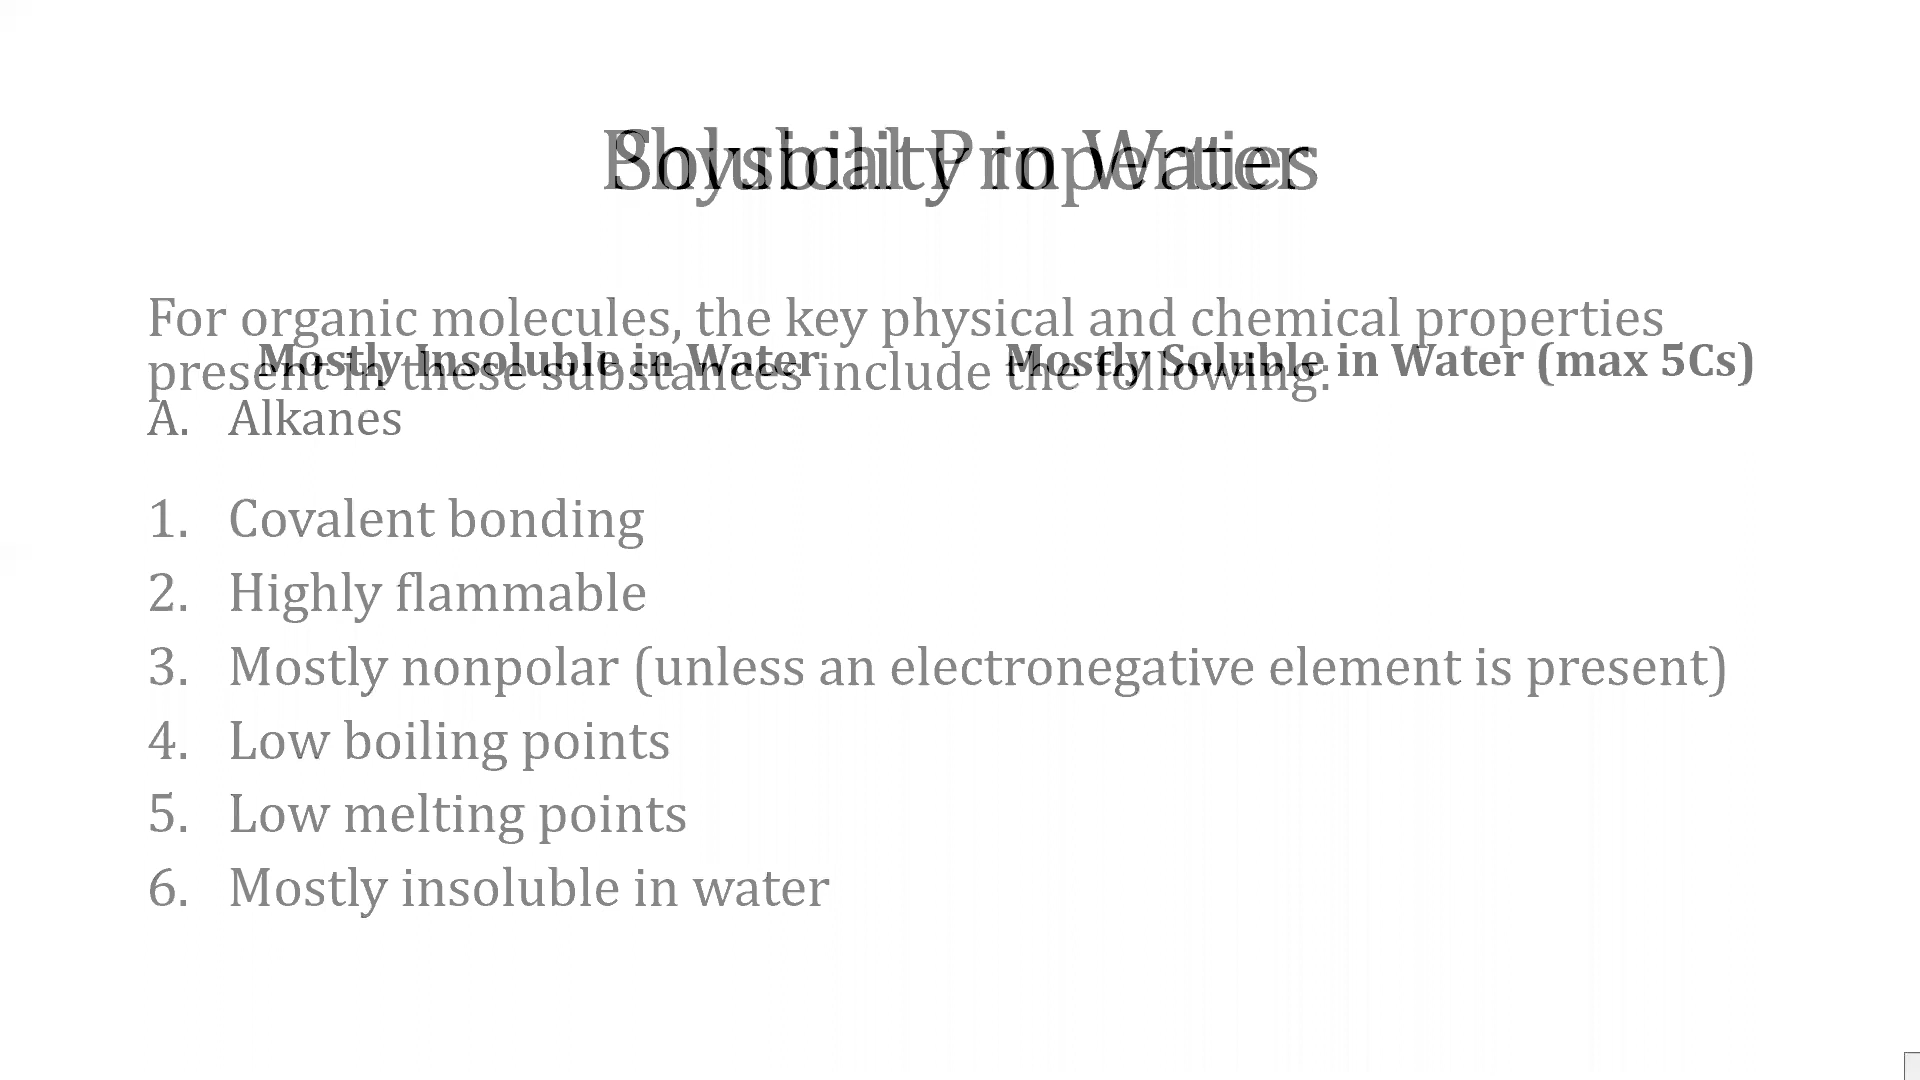 Physical Properties
Solubility in Water
For organic molecules, the key physical and chemical properties
present in these substances include the following:
Mostly Insoluble in Water
Mostly Soluble in Water (max 5Cs)
A. Alkanes
1. Covalent bonding
2. Highly flammable
3. Mostly nonpolar (unless an electronegative element is present)
4. Low boiling points
5. Low melting points
6. Mostly insoluble in water